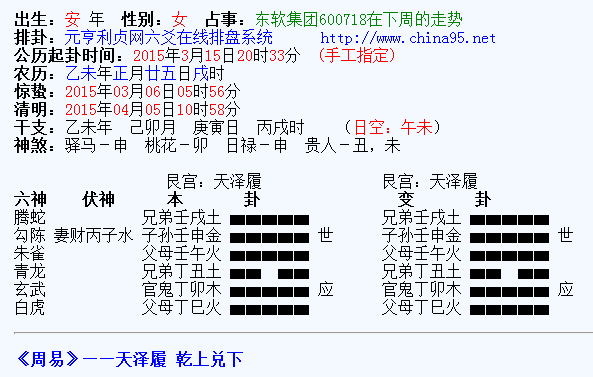 出生：安 年  性别：女  占事：东软集团600718在下周的走势
排卦：元亨利贞网六爻在线排盘系统      http://www.china95.net
公历起卦时间：2015年3月15日20时33分 （手工指定）
农历：乙未年正月廿五日戌时
惊蛰：2015年03月06日05时56分
清明：2015年04月05日10时58分
干支：乙未年  己卯月  庚寅日  丙戌时    （日空：午未）
神煞：驿马－申  桃花－卯  日禄－申  贵人－丑，未
艮宫：天泽履  艮宫：天泽履
六神  伏神  本  卦  变  卦
腾蛇  兄弟壬戌土  兄弟壬戌土
勾陈 妻财丙子水 子孙壬申金 世 子孙壬申金 世
朱雀  父母壬午火  父母壬午火
青龙  兄弟丁丑土  兄弟丁丑土
玄武  官鬼丁卯木 应 官鬼丁卯木 应
白虎  父母丁巳火  父母丁巳火
《周易》——天泽履 乾上兑下